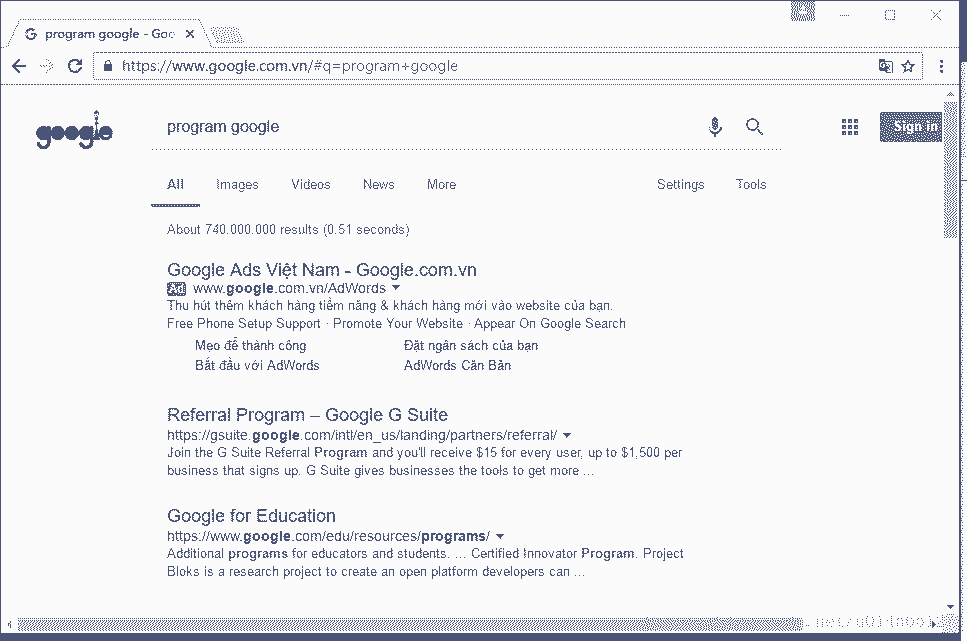 program google - Goo
https://www.google.com.vn/#q=program+google
google
program google
Sign in
All Images Videos News More Settings Tools
About 740.000.000 results (0.51 seconds)
Google Ads Việt Nam - Google.com.vn
Ad www.google.com.vn/AdWords
Thu hút thêm khách hàng tiềm năng & khách hàng mới vào website của bạn.
Free Phone Setup Support · Promote Your Website · Appear On Google Search
Mẹo để thành công Đặt ngân sách của bạn
Bắt đầu với AdWords AdWords Căn Bản
Referral Program – Google G Suite
https://gsuite.google.com/intl/en_us/landing/partners/referral/
Join the G Suite Referral Program and you'll receive $15 for every user, up to $1,500 per
business that signs up. G Suite gives businesses the tools to get more ...
Google for Education
https://www.google.com/edu/resources/programs/
Additional programs for educators and students. ... Certified Innovator Program. Project
Bloks is a research project to create an open platform developers can ...